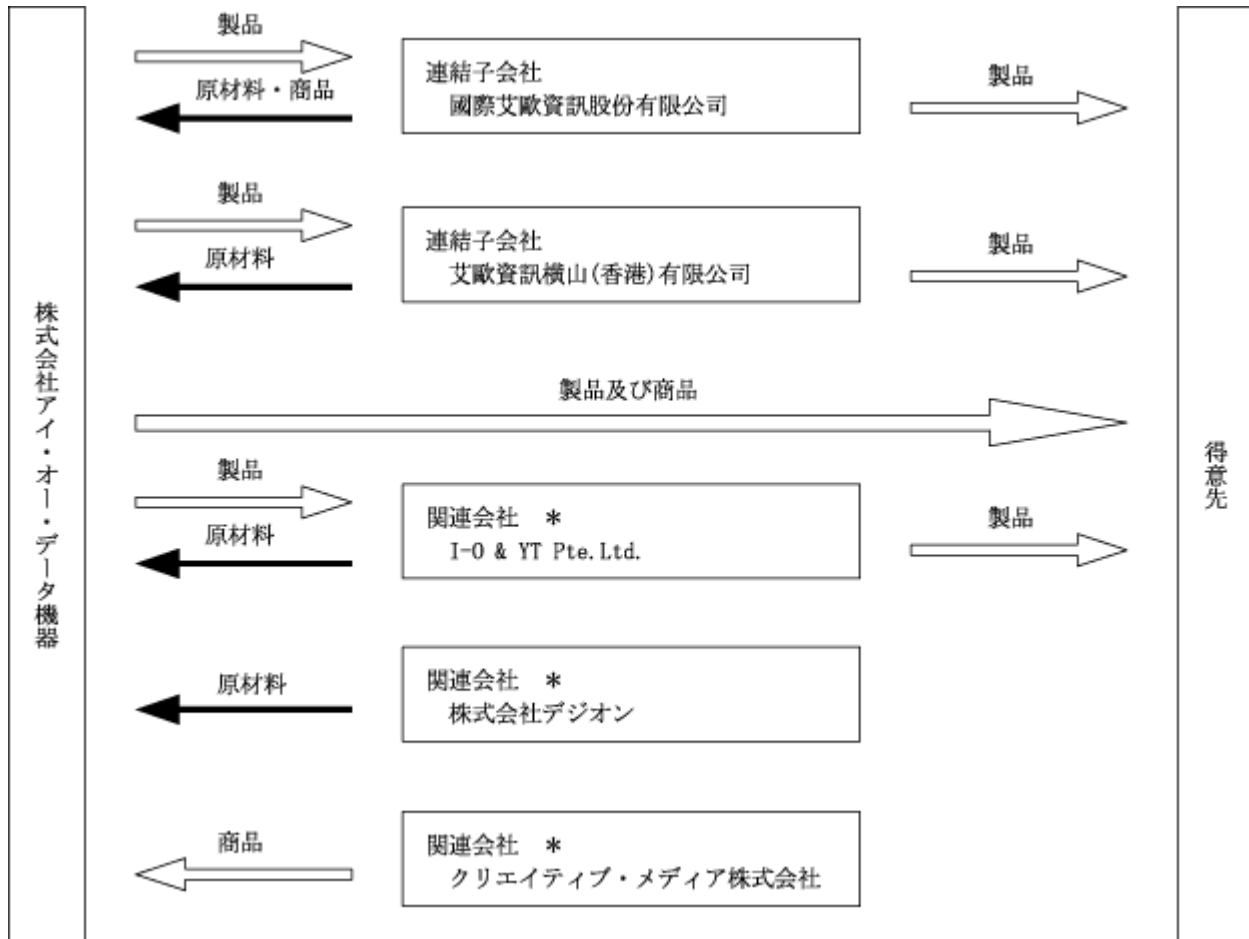 株式会社アイ・オー・データ機器
製品
原材料・商品
連結子会社
國際艾歐資訊股份有限公司
製品
製品
原材料
連結子会社
艾歐資訊横山(香港)有限公司
製品
製品及び商品
製品
原材料
関連会社 *
I-O & YT Pte.Ltd.
製品
原材料
関連会社 *
株式会社デジオン
商品
関連会社 *
クリエイティブ・メディア株式会社
得意先